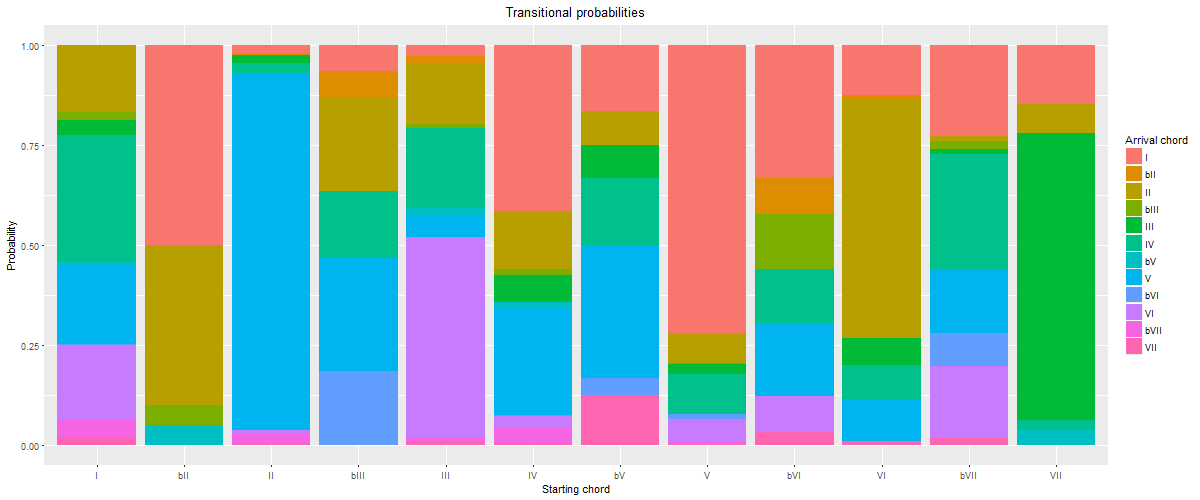 Transitional probabilities
1.00
0.75
0.50
0.25
0.00
Probability
I bII II bIII III IV bV V bVI VI bVII VII
Starting chord
Arrival chord
I
bII
II
bIII
III
IV
bV
V
bVI
VI
bVII
VII